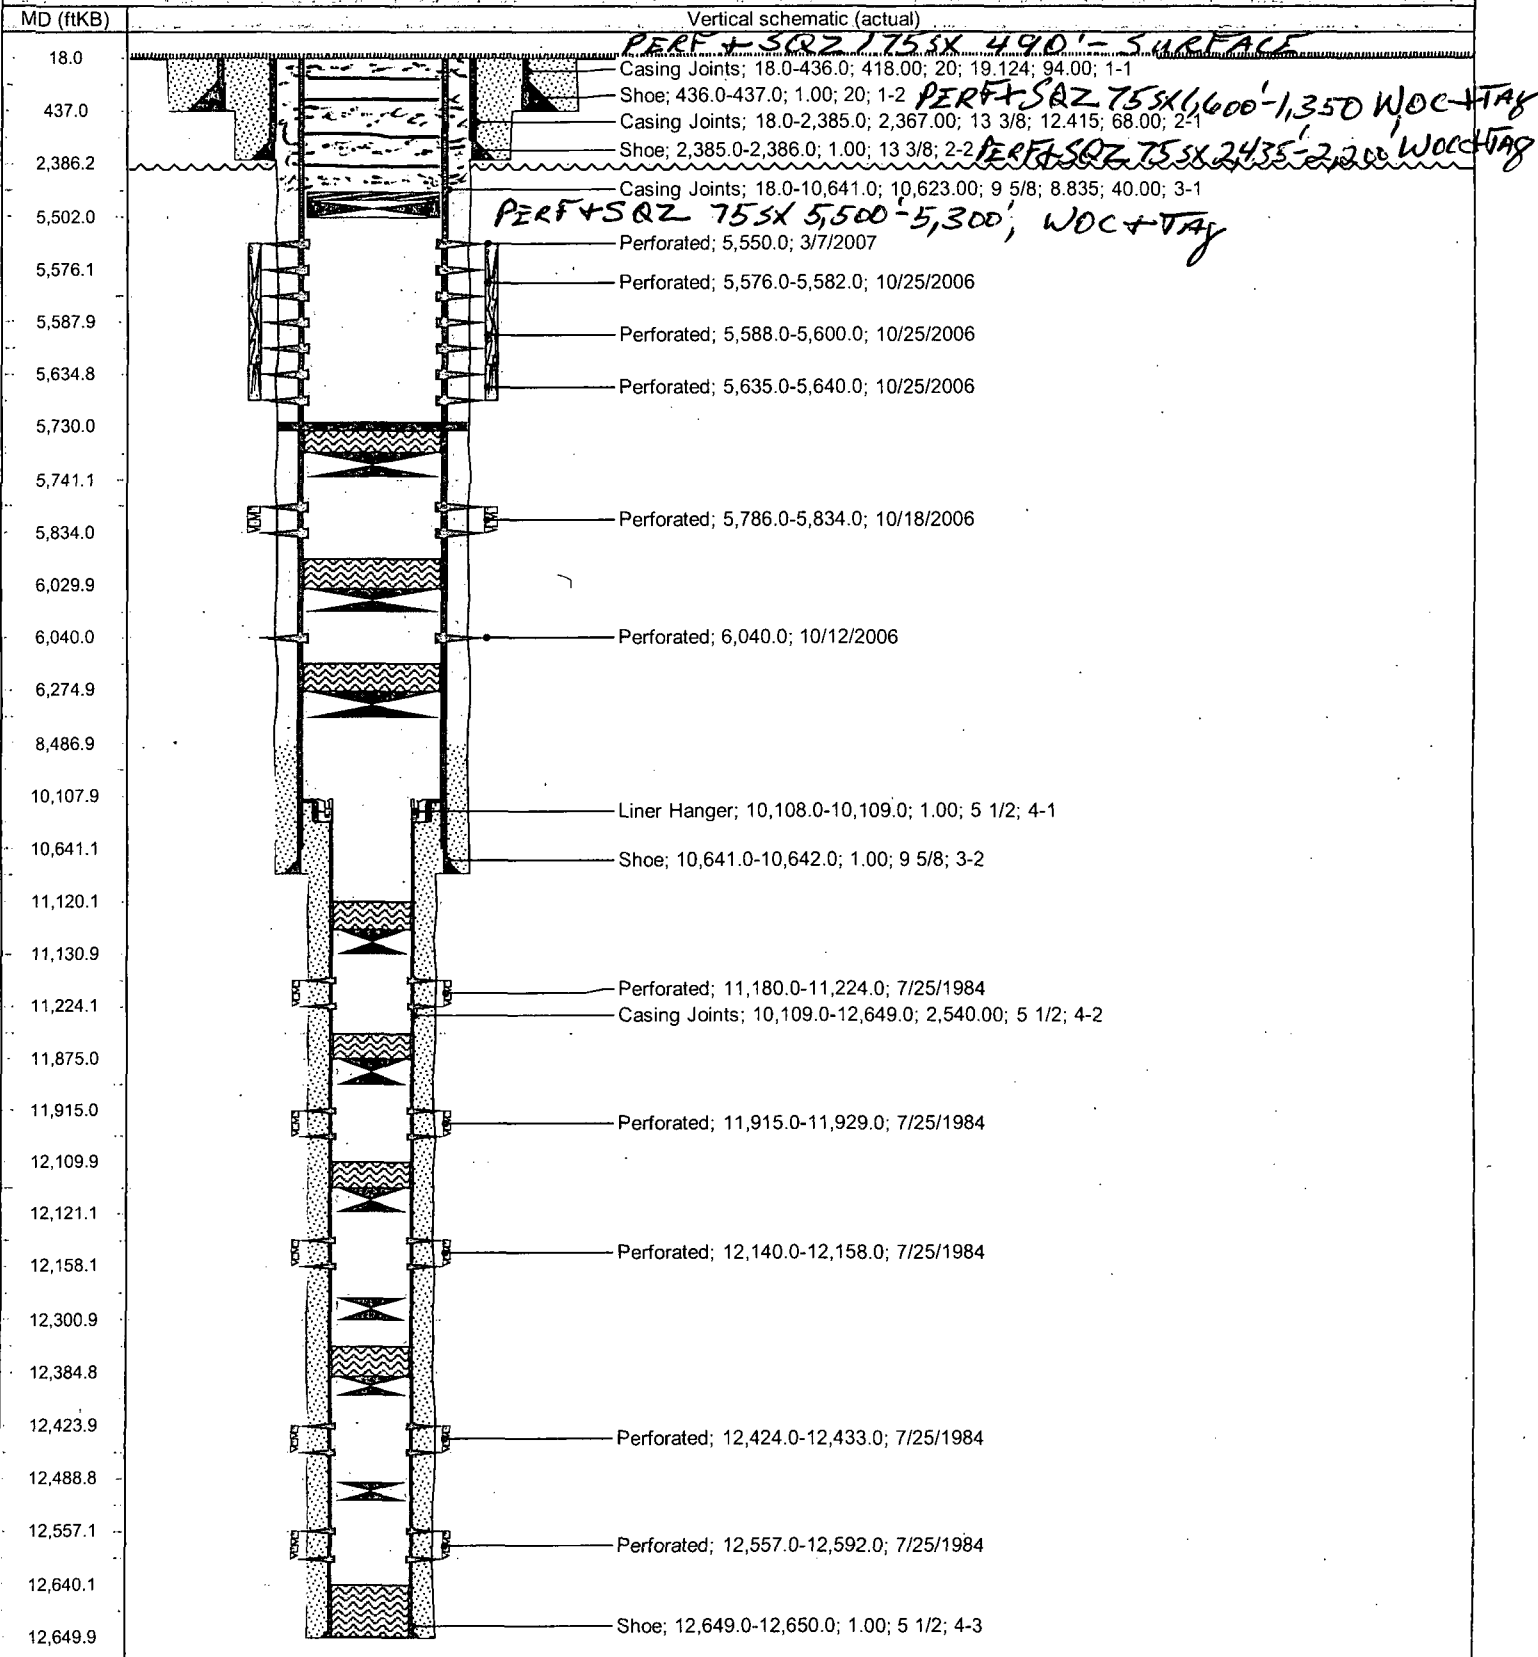 MD (ftKB)
Vertical schematic (actual)
PERF + SQZ 175SX 490'- SURFACE
18.0
Casing Joints; 18.0-436.0; 418.00; 20; 19.124; 94.00; 1-1
Shoe; 436.0-437.0; 1.00; 20; 1-2
PERF+SQZ 75SX 1,600'-1,350 WOC+TAG
437.0
Casing Joints; 18.0-2,385.0; 2,367.00; 13 3/8; 12.415; 68.00; 2-1
Shoe; 2,385.0-2,386.0; 1.00; 13 3/8; 2-2
PERF+SQZ 75SX 2,435'-2,200' WOC+TAG
2,386.2
Casing Joints; 18.0-10,641.0; 10,623.00; 9 5/8; 8.835; 40.00; 3-1
5,502.0
PERF+SQZ 75SX 5,500'-5,300'; WOC+TAG
Perforated; 5,550.0; 3/7/2007
5,576.1
Perforated; 5,576.0-5,582.0; 10/25/2006
5,587.9
Perforated; 5,588.0-5,600.0; 10/25/2006
5,634.8
Perforated; 5,635.0-5,640.0; 10/25/2006
5,730.0
5,741.1
Perforated; 5,786.0-5,834.0; 10/18/2006
5,834.0
6,029.9
6,040.0
Perforated; 6,040.0; 10/12/2006
6,274.9
8,486.9
10,107.9
Liner Hanger; 10,108.0-10,109.0; 1.00; 5 1/2; 4-1
10,641.1
Shoe; 10,641.0-10,642.0; 1.00; 9 5/8; 3-2
11,120.1
11,130.9
Perforated; 11,180.0-11,224.0; 7/25/1984
11,224.1
Casing Joints; 10,109.0-12,649.0; 2,540.00; 5 1/2; 4-2
11,875.0
11,915.0
Perforated; 11,915.0-11,929.0; 7/25/1984
12,109.9
12,121.1
Perforated; 12,140.0-12,158.0; 7/25/1984
12,158.1
12,300.9
12,384.8
12,423.9
Perforated; 12,424.0-12,433.0; 7/25/1984
12,488.8
12,557.1
Perforated; 12,557.0-12,592.0; 7/25/1984
12,640.1
Shoe; 12,649.0-12,650.0; 1.00; 5 1/2; 4-3
12,649.9